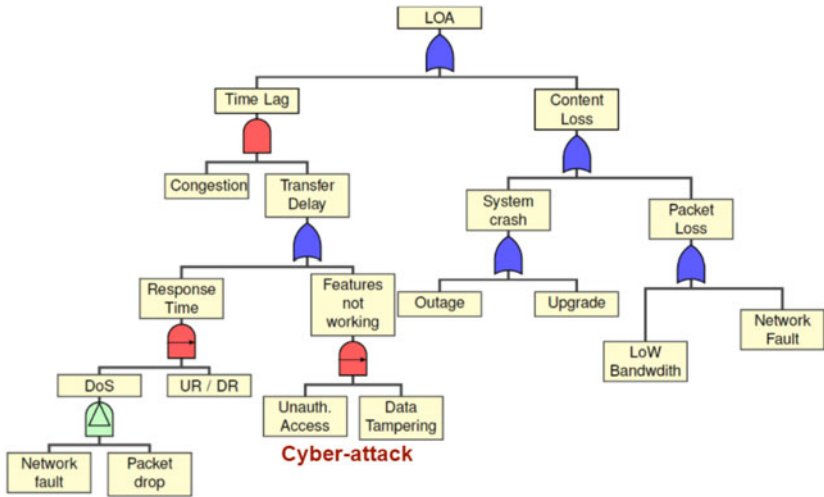 LOA
Time Lag
Content
Loss
Congestion
Transfer
Delay
System
crash
Packet
Loss
Response
Time
Features
not
working
Outage
Upgrade
LoW
Bandwdith
Network
Fault
DoS
UR / DR
Unauth.
Access
Data
Tampering
Cyber-attack
Network
fault
Packet
drop